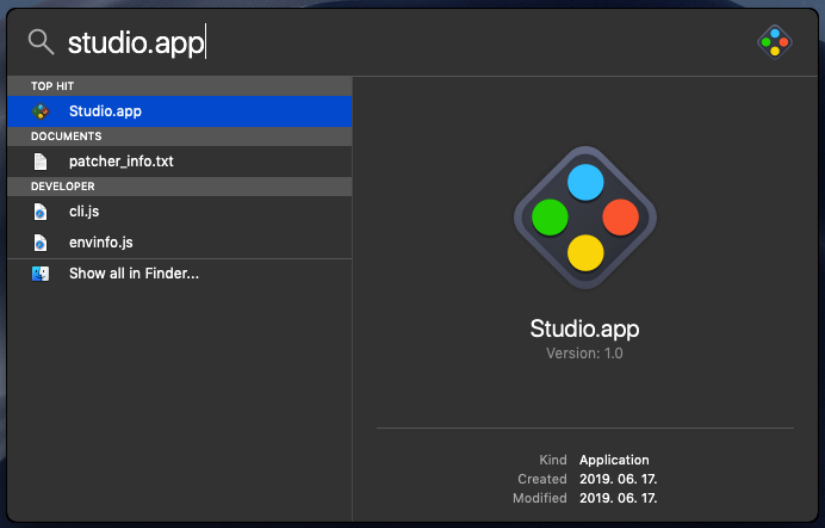 studio.app
TOP HIT
Studio.app
DOCUMENTS
patcher_info.txt
DEVELOPER
cli.js
envinfo.js
Show all in Finder...
Studio.app
Version: 1.0
Kind Application
Created 2019. 06. 17.
Modified 2019. 06. 17.